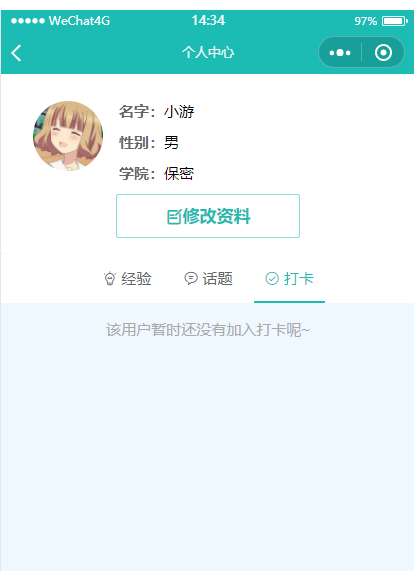 WeChat4G 14:34 97%
个人中心
名字：小游
性别：男
学院：保密
修改资料
经验 话题 打卡
该用户暂时还没有加入打卡呢~